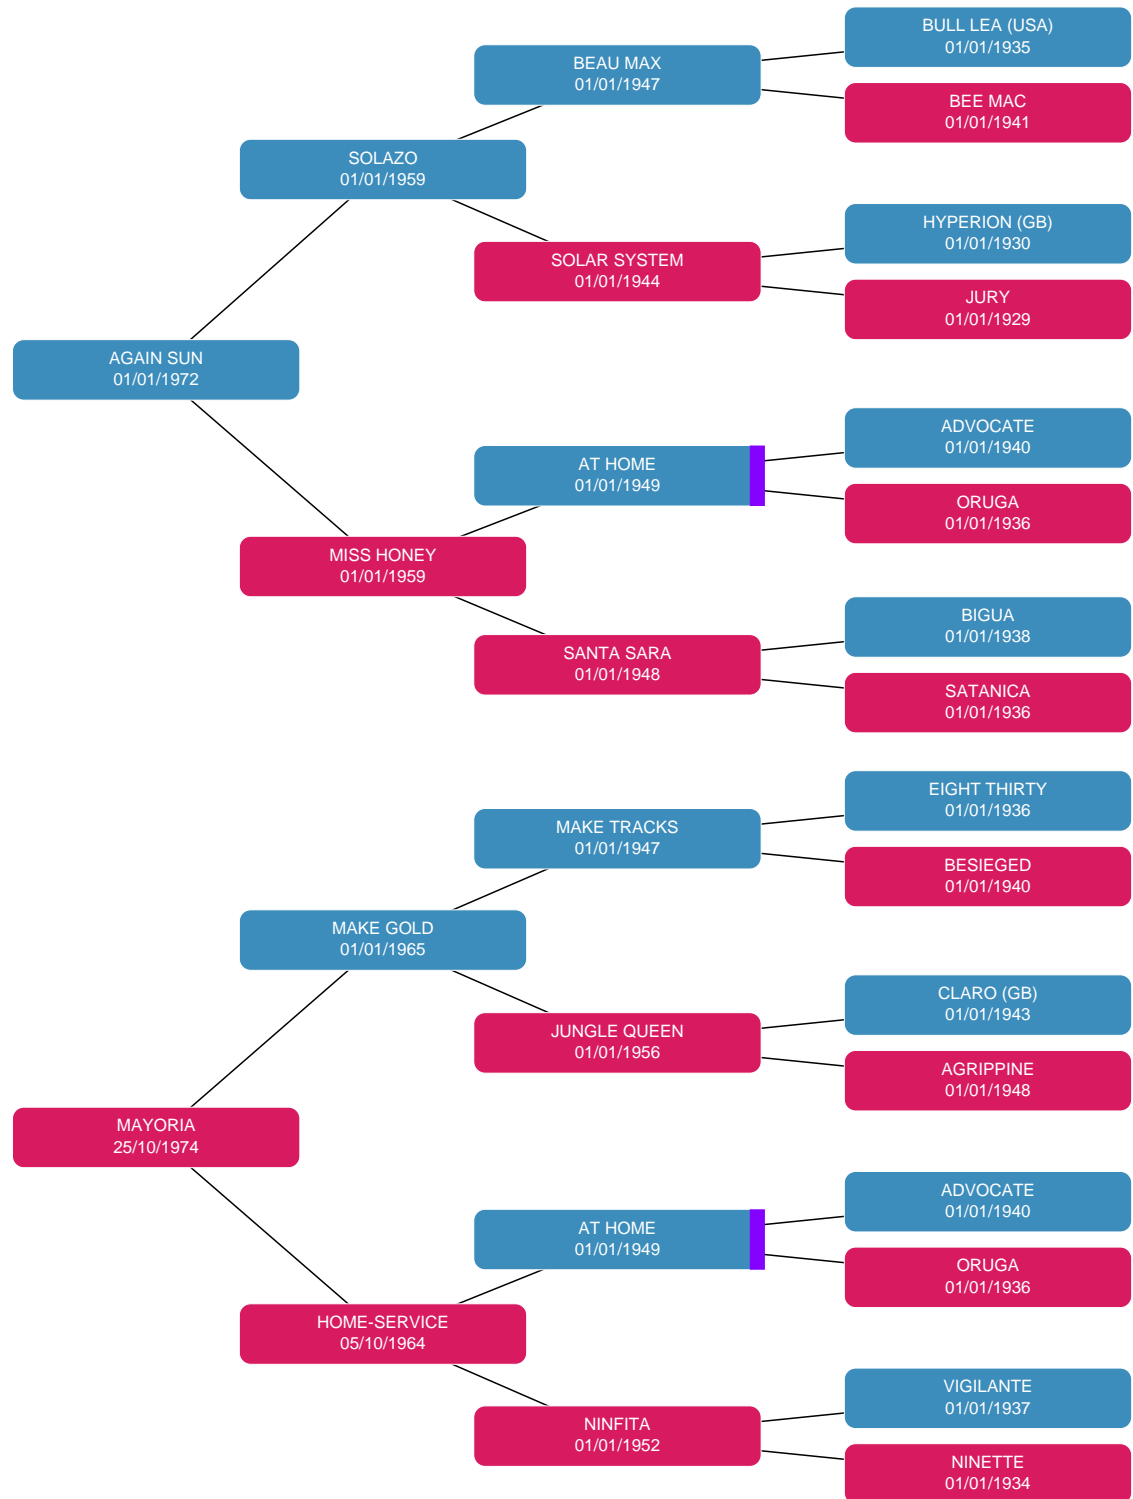 BULL LEA (USA)
01/01/1935
BEAU MAX
01/01/1947
BEE MAC
01/01/1941
SOLAZO
01/01/1959
HYPERION (GB)
01/01/1930
SOLAR SYSTEM
01/01/1944
JURY
01/01/1929
AGAIN SUN
01/01/1972
ADVOCATE
01/01/1940
AT HOME
01/01/1949
ORUGA
01/01/1936
MISS HONEY
01/01/1959
BIGUA
01/01/1938
SANTA SARA
01/01/1948
SATANICA
01/01/1936
EIGHT THIRTY
01/01/1936
MAKE TRACKS
01/01/1947
BESIEGED
01/01/1940
MAKE GOLD
01/01/1965
CLARO (GB)
01/01/1943
JUNGLE QUEEN
01/01/1956
AGRIPPINE
01/01/1948
MAYORIA
25/10/1974
ADVOCATE
01/01/1940
AT HOME
01/01/1949
ORUGA
01/01/1936
HOME-SERVICE
05/10/1964
VIGILANTE
01/01/1937
NINFITA
01/01/1952
NINETTE
01/01/1934